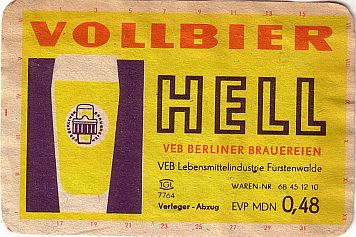 VOLLBIER
HELL
VEB BERLINER BRAUEREIEN
VEB Lebensmittelindustrie Fürstenwalde
TGL WAREN-NR. 68 45 12 10
7764
Verleger - Abzug EVP MDN 0,48